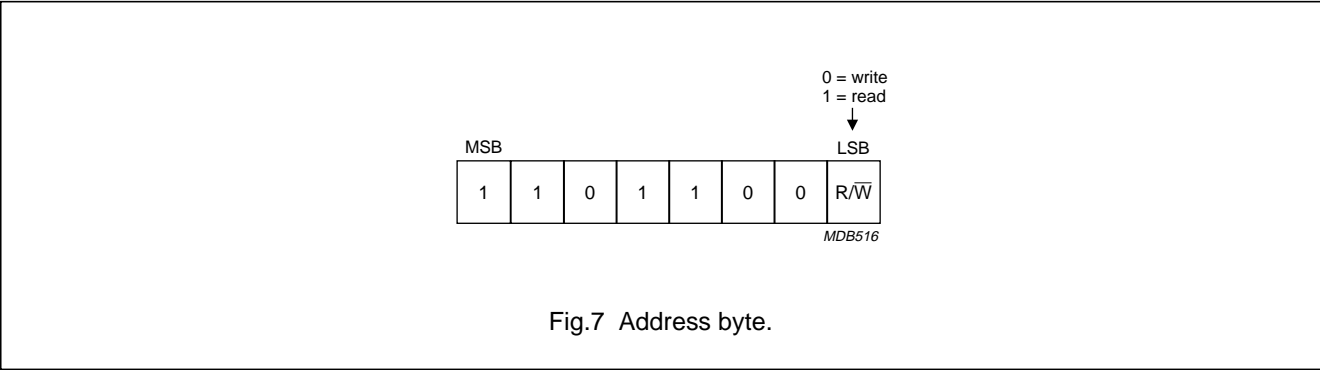 0 = write
1 = read
MSB LSB
1 1 0 1 1 0 0 R/W̅
MDB516
Fig.7 Address byte.